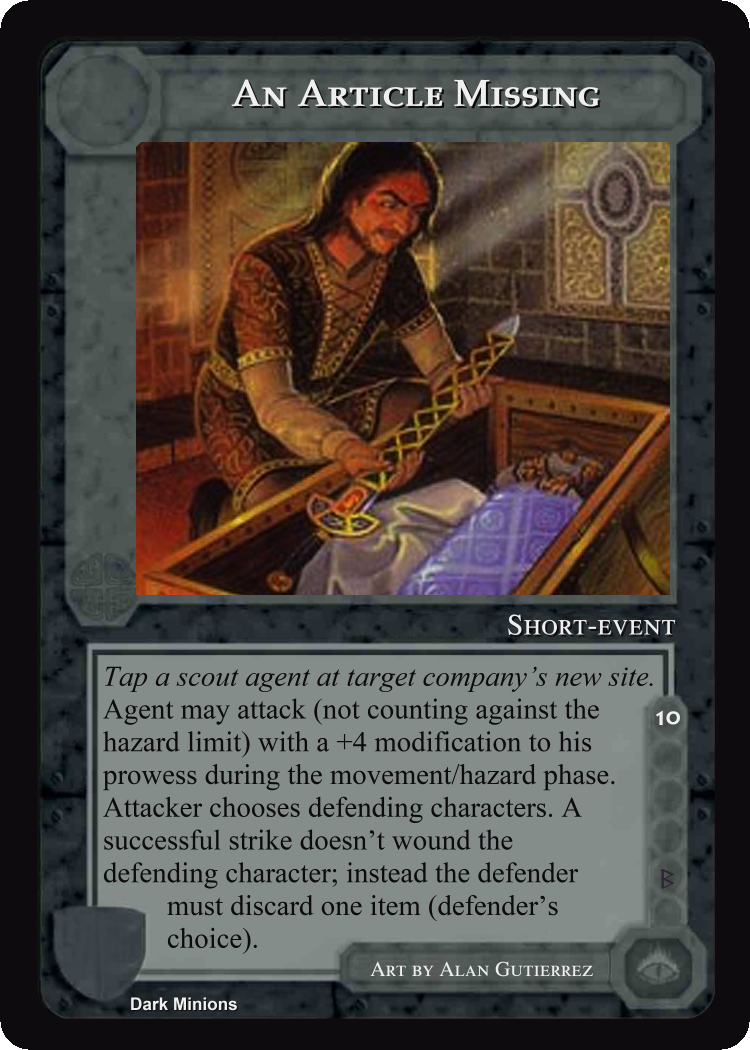 An Article Missing
Short-event
Tap a scout agent at target company's new site.
Agent may attack (not counting against the
hazard limit) with a +4 modification to his
prowess during the movement/hazard phase.
Attacker chooses defending characters. A
successful strike doesn't wound the
defending character; instead the defender
must discard one item (defender's
choice).
10
B
Art by Alan Gutierrez
Dark Minions